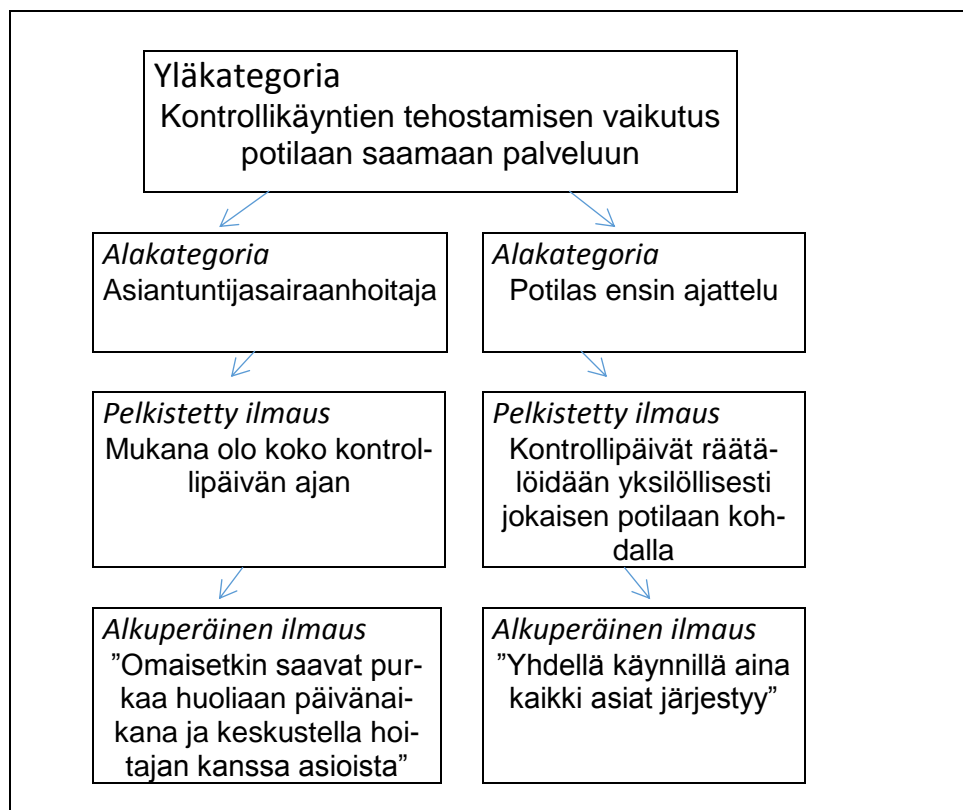 Yläkategoria
Kontrollikäyntien tehostamisen vaikutus
potilaan saamaan palveluun
Alakategoria
Asiantuntijasairaanhoitaja
Alakategoria
Potilas ensin ajattelu
Pelkistetty ilmaus
Mukana olo koko kontrol-
lipäivän ajan
Pelkistetty ilmaus
Kontrollipäivät räätä-
löidään yksilöllisesti
jokaisen potilaan koh-
dalla
Alkuperäinen ilmaus
”Omaisetkin saavat pur-
kaa huoliaan päivänai-
kana ja keskustella hoi-
tajan kanssa asioista”
Alkuperäinen ilmaus
”Yhdellä käynnillä aina
kaikki asiat järjestyy”